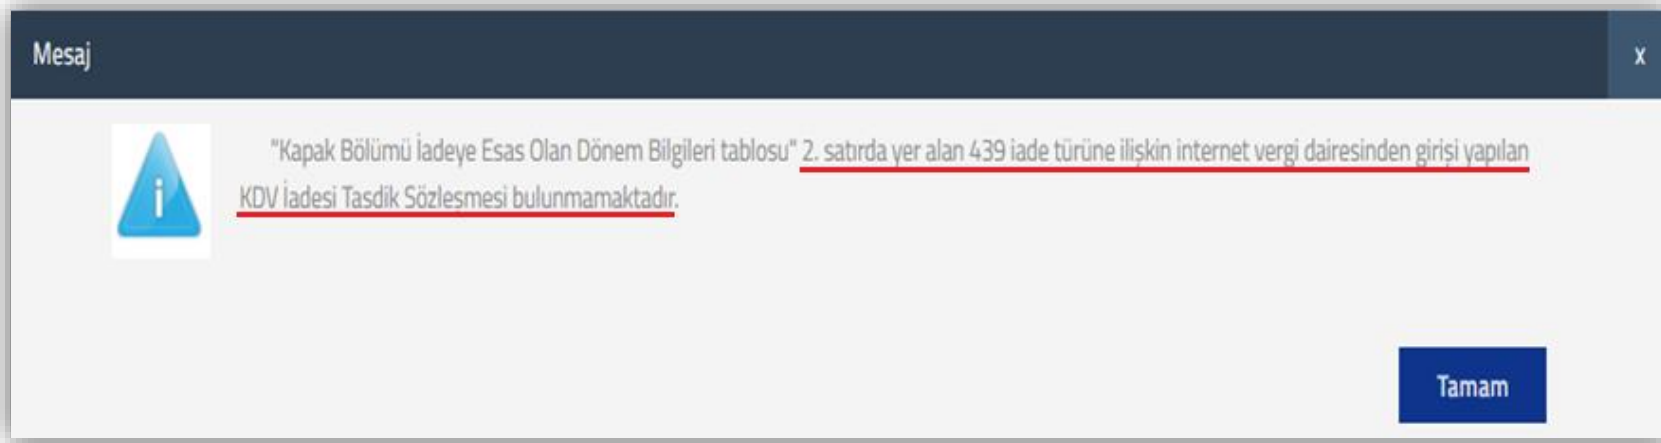 Mesaj
x
"Kapak Bölümü İadeye Esas Olan Dönem Bilgileri tablosu" 2. satırda yer alan 439 iade türüne ilişkin internet vergi dairesinden girişi yapılan
KDV İadesi Tasdik Sözleşmesi bulunmamaktadır.
Tamam